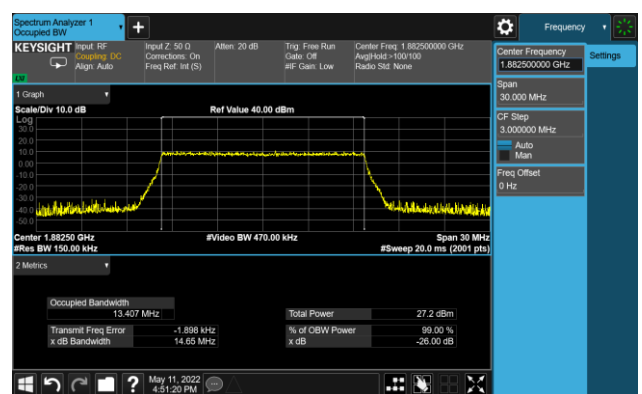 Spectrum Analyzer 1
Occupied BW
Frequency
KEYSIGHT
Input: RF
Coupling: DC
Align: Auto
Input Z: 50 Ω
Corrections: On
Freq Ref: Int (S)
Atten: 20 dB
Trig: Free Run
Gate: Off
#IF Gain: Low
Center Freq: 1.882500000 GHz
Avg|Hold:>100/100
Radio Std: None
LXI
Center Frequency
1.882500000 GHz
Settings
Span
30.000 MHz
CF Step
3.000000 MHz
Auto
Man
Freq Offset
0 Hz
1 Graph
Scale/Div 10.0 dB
Ref Value 40.00 dBm
Log
30.0
20.0
10.0
0.00
-10.0
-20.0
-30.0
-40.0
-50.0
Center 1.88250 GHz
#Video BW 470.00 kHz
Span 30 MHz
#Res BW 150.00 kHz
#Sweep 20.0 ms (2001 pts)
2 Metrics
Occupied Bandwidth
13.407 MHz
Total Power 27.2 dBm
Transmit Freq Error -1.898 kHz
% of OBW Power 99.00 %
x dB Bandwidth 14.65 MHz
x dB -26.00 dB
May 11, 2022
4:51:20 PM